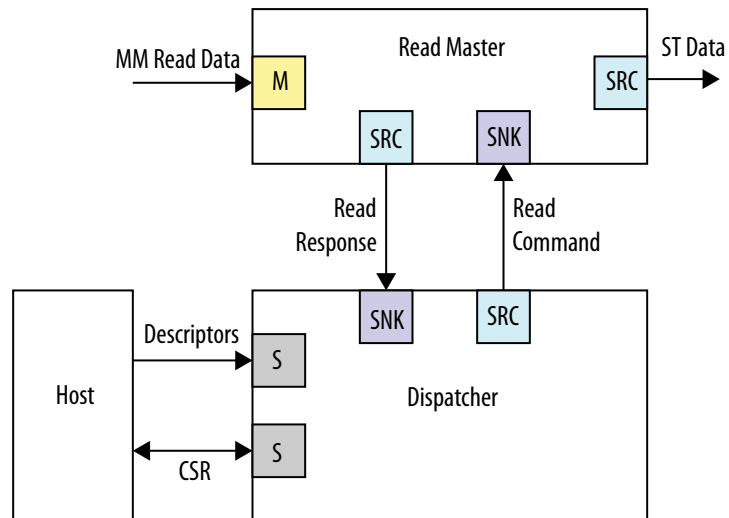 Read Master
ST Data
MM Read Data
M
SRC
SRC
SNK
Read
Response
Read
Command
SNK
SRC
Descriptors
S
Host
Dispatcher
S
CSR